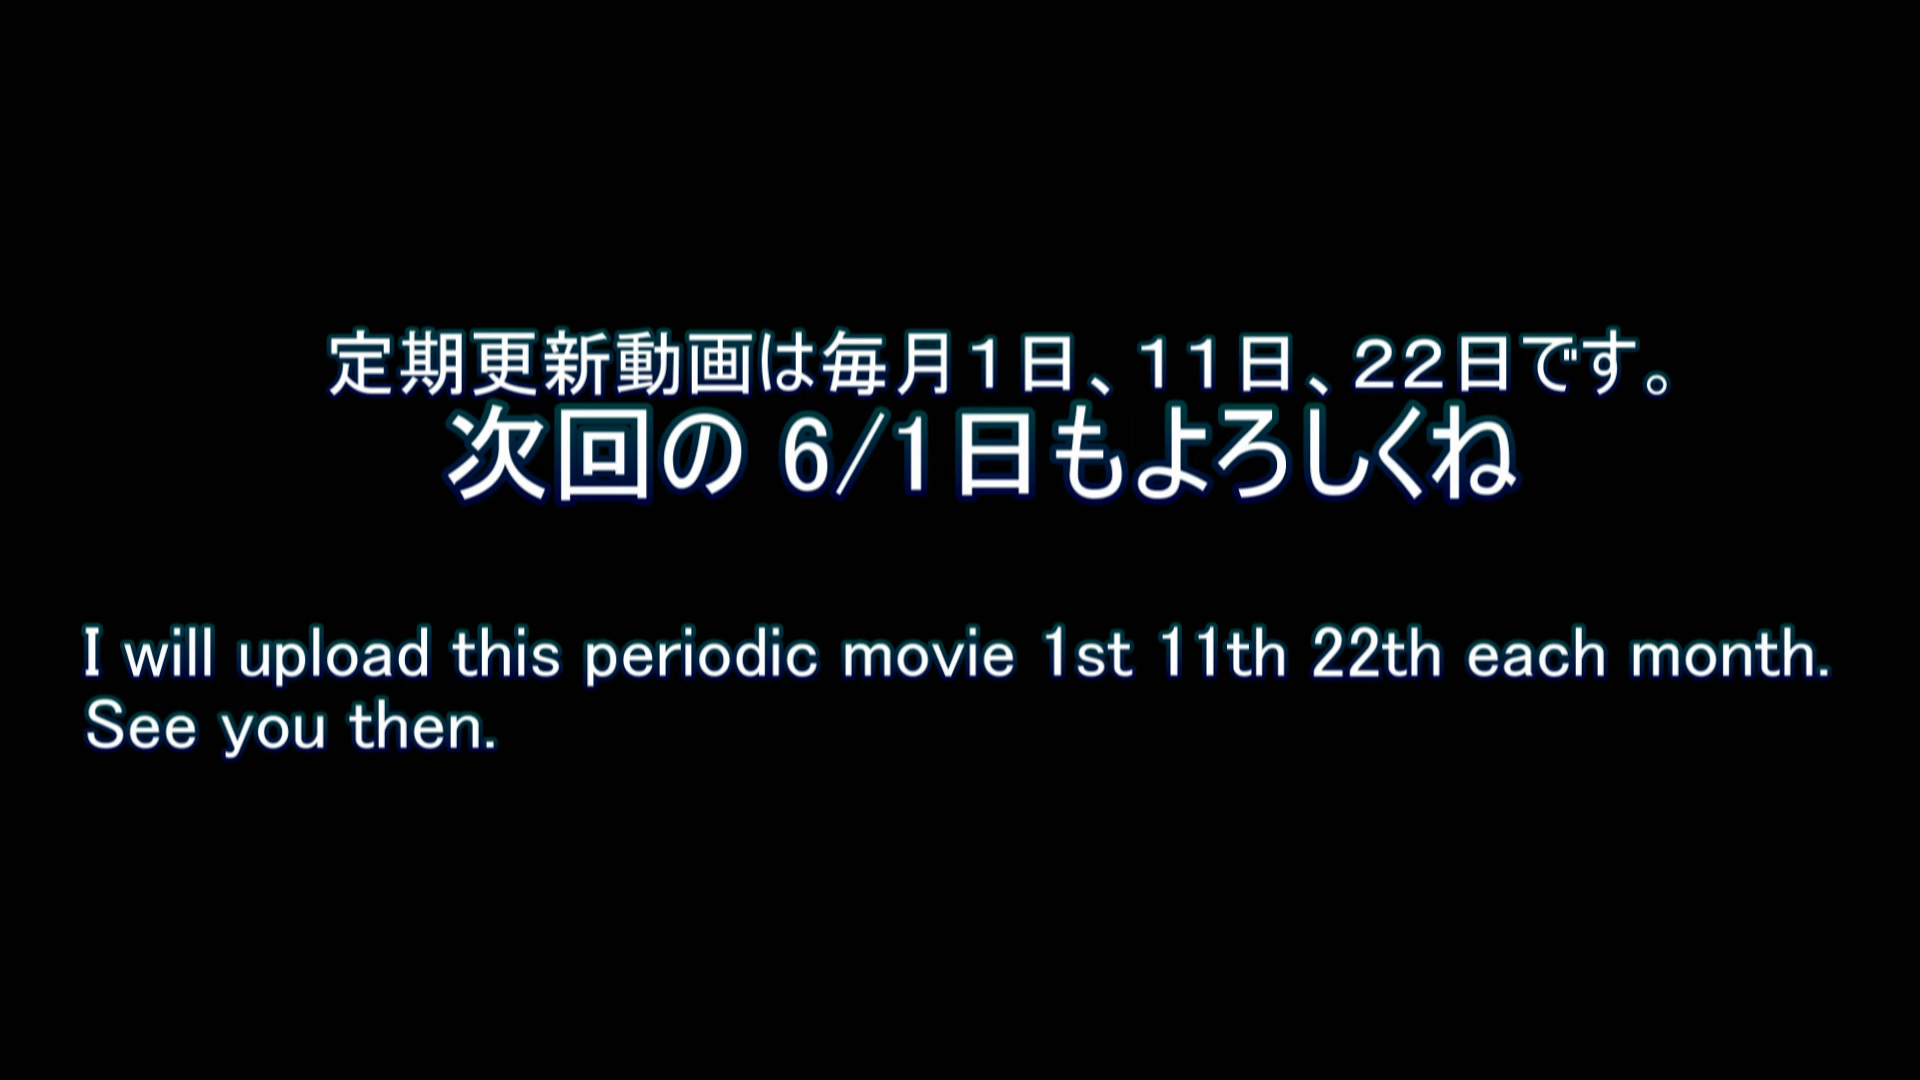 定期更新動画は毎月１日、１１日、２２日です。
次回の 6/1日もよろしくね
I will upload this periodic movie 1st 11th 22th each month.
See you then.